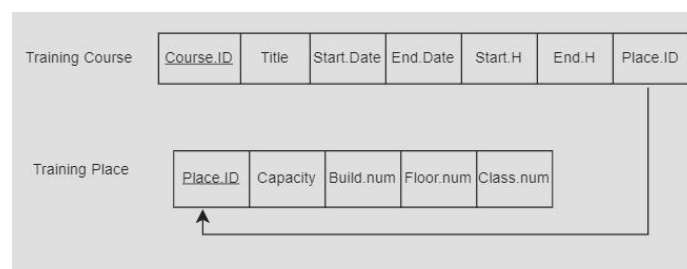 Training Course Course.ID Title Start.Date End.Date Start.H End.H Place.ID
Training Place Place.ID Capacity Build.num Floor.num Class.num